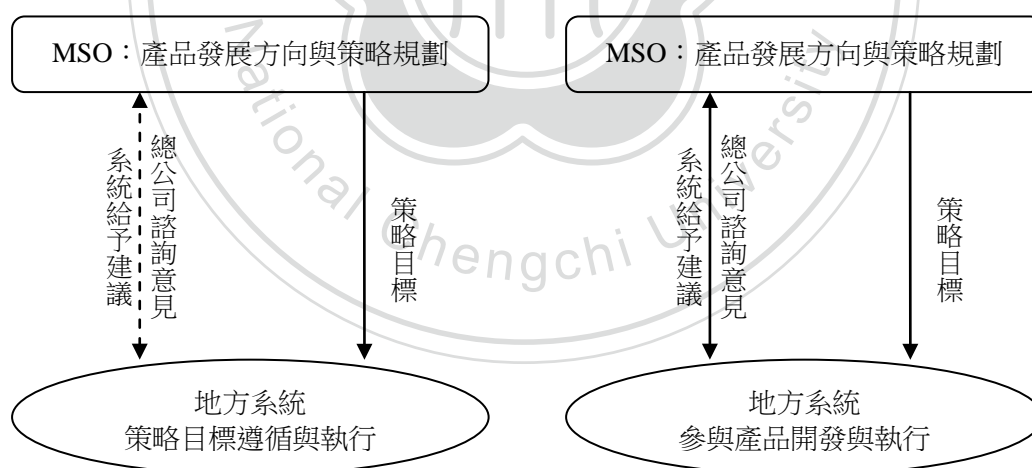 MSO：產品發展方向與策略規劃
系統給予建議
總公司諮詢意見
策略目標
地方系統
策略目標遵循與執行
MSO：產品發展方向與策略規劃
系統給予建議
總公司諮詢意見
策略目標
地方系統
參與產品開發與執行
National Chengchi Universit